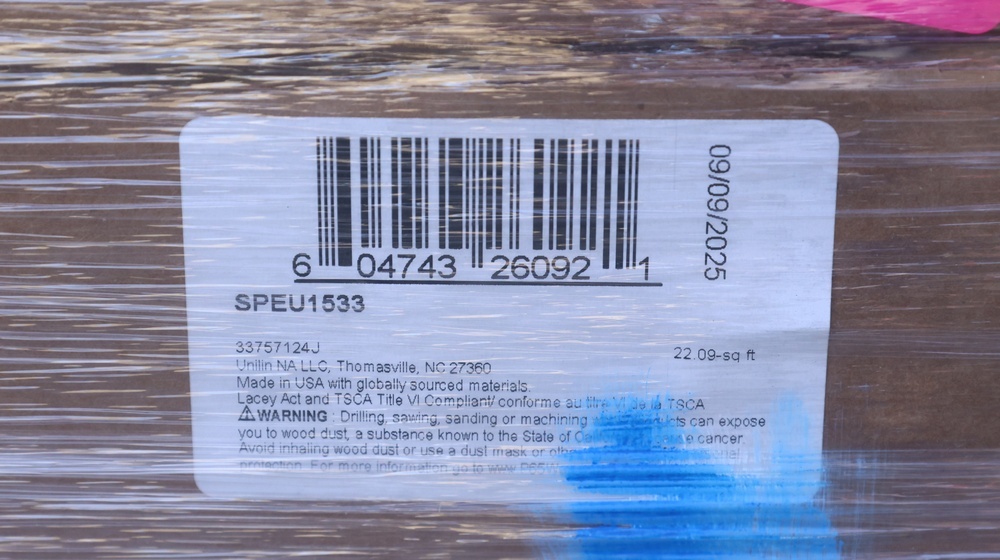 6 04743 26092 1
09/09/2025
SPEU1533
33757124J
22.09-sq ft
Unilin NA LLC, Thomasville, NC 27360
Made in USA with globally sourced materials.
Lacey Act and TSCA Title VI Compliant/ conforme au titre VI de la TSCA
WARNING : Drilling, sawing, sanding or machining can expose
you to wood dust, a substance known to the State of cancer.
Avoid inhaling wood dust or use a dust mask or
protection. For more information go to